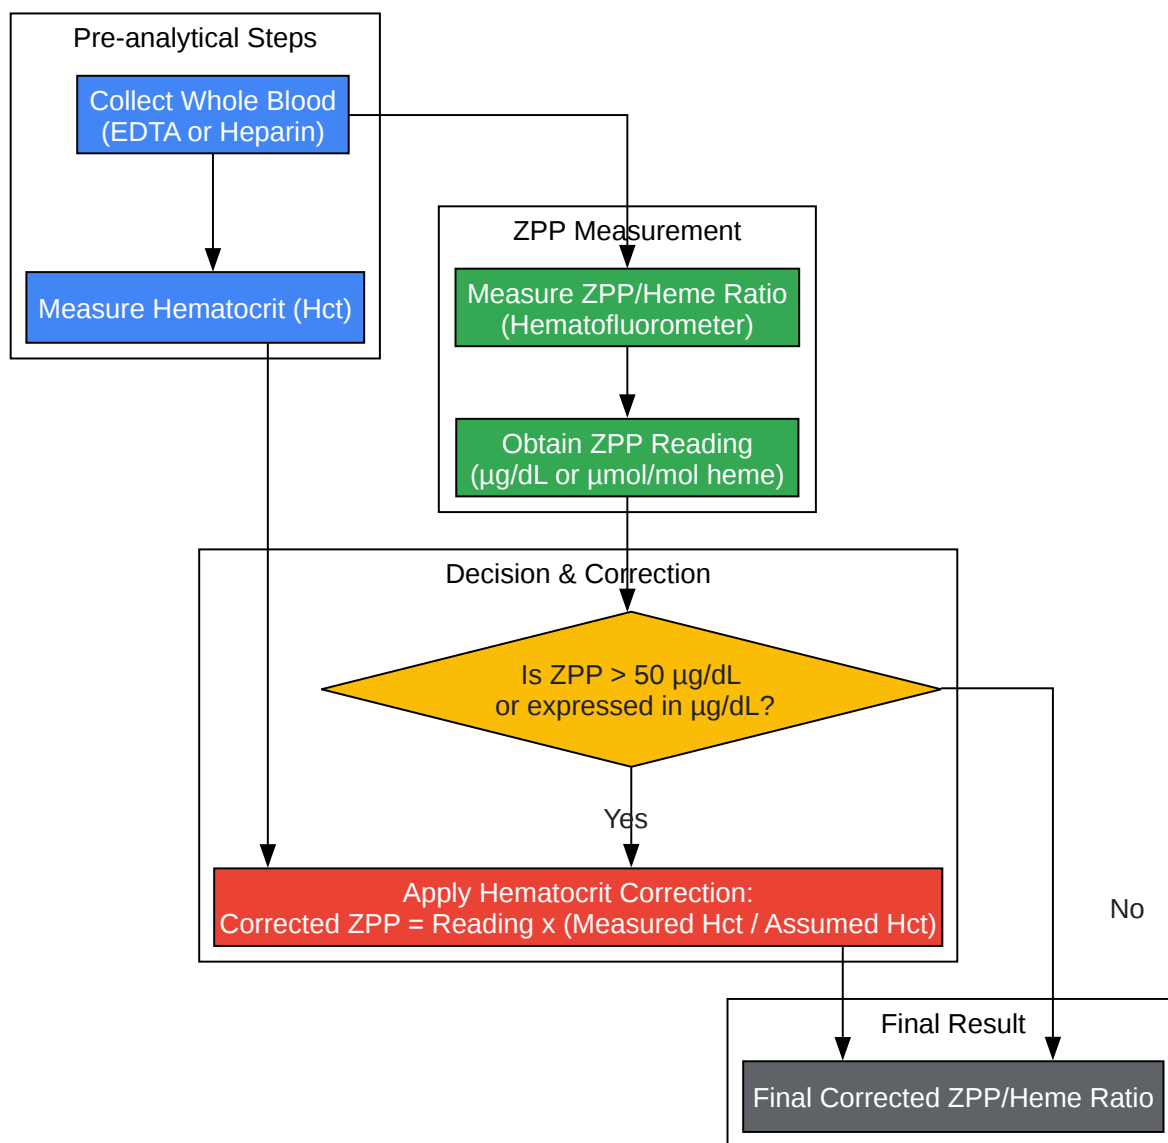 Pre-analytical Steps
Collect Whole Blood
(EDTA or Heparin)
Measure Hematocrit (Hct)
ZPP Measurement
Measure ZPP/Heme Ratio
(Hematofluorometer)
Obtain ZPP Reading
(µg/dL or µmol/mol heme)
Decision & Correction
Is ZPP > 50 µg/dL
or expressed in µg/dL?
Yes
Apply Hematocrit Correction:
Corrected ZPP = Reading x (Measured Hct / Assumed Hct)
No
Final Result
Final Corrected ZPP/Heme Ratio